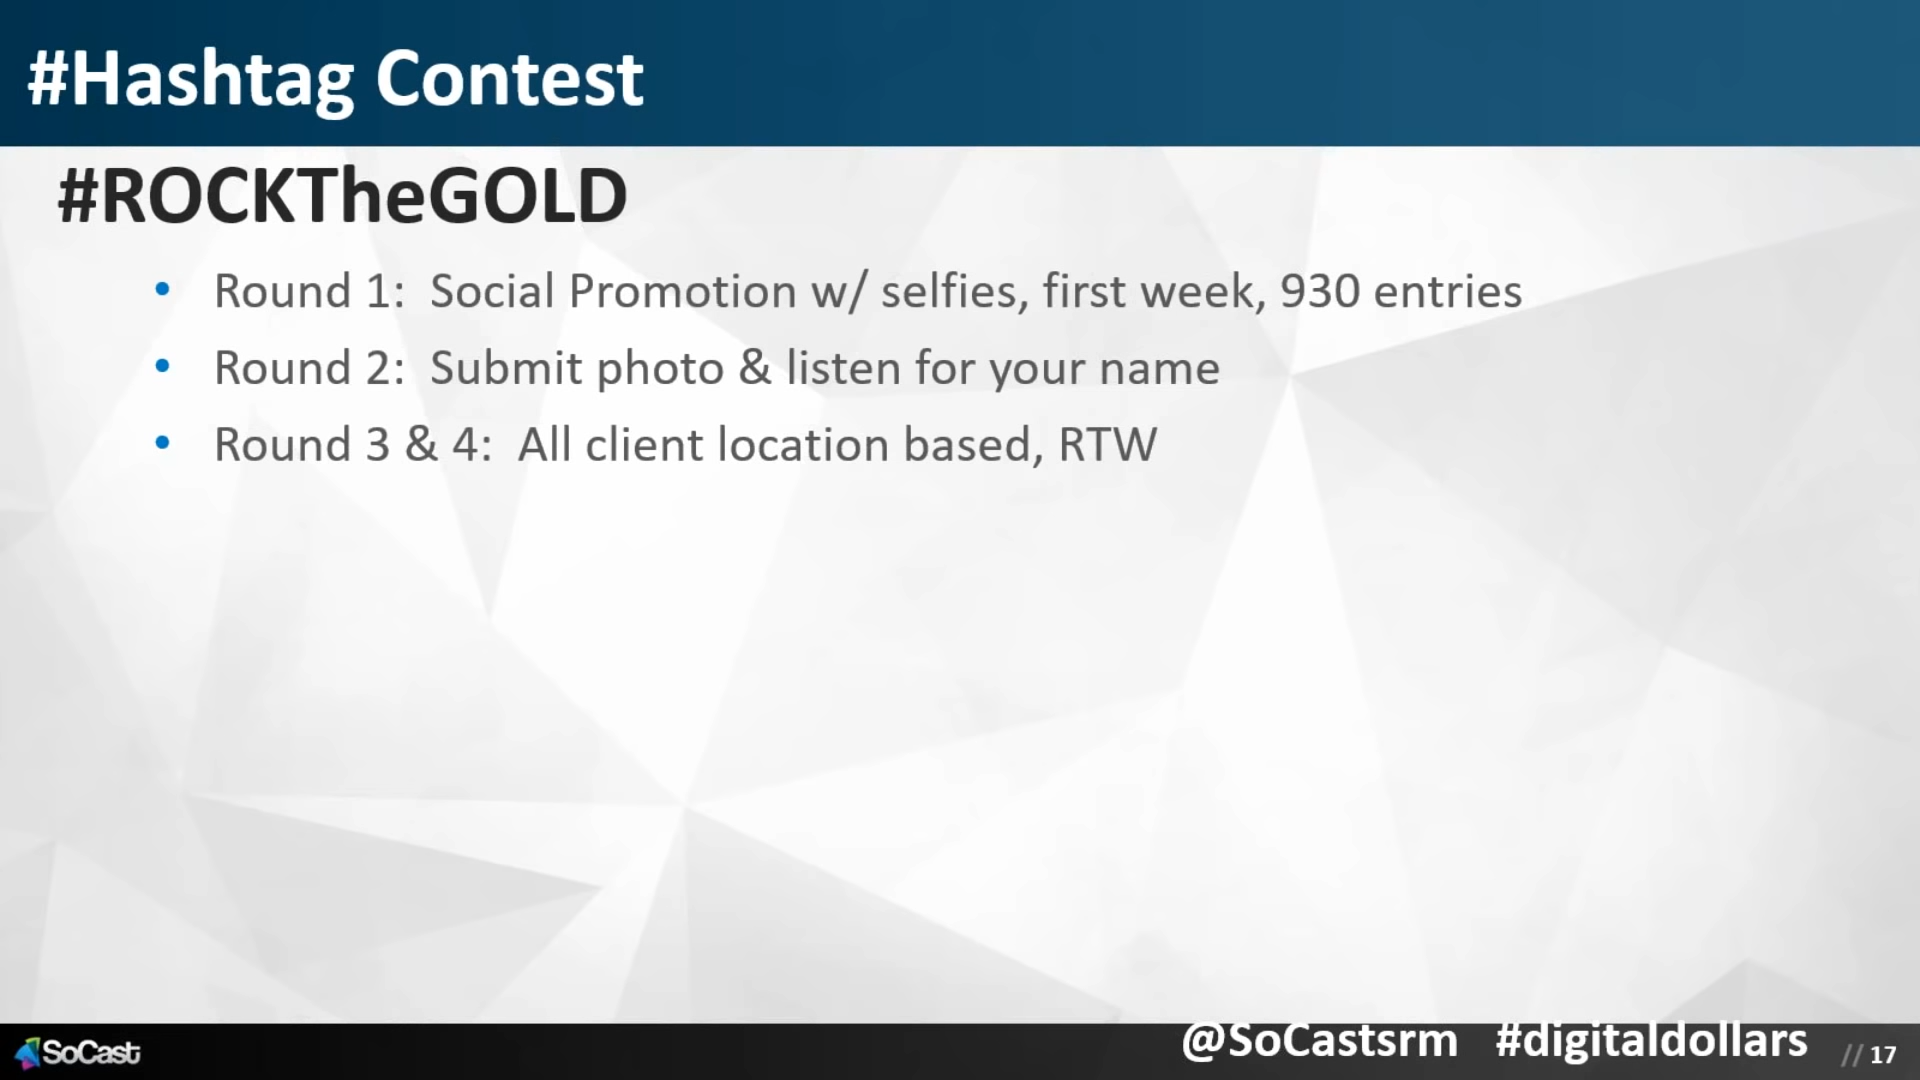 #Hashtag Contest
#ROCKTheGOLD
• Round 1: Social Promotion w/ selfies, first week, 930 entries
• Round 2: Submit photo & listen for your name
• Round 3 & 4: All client location based, RTW
SoCast
@SoCastsrm #digitaldollars
// 17